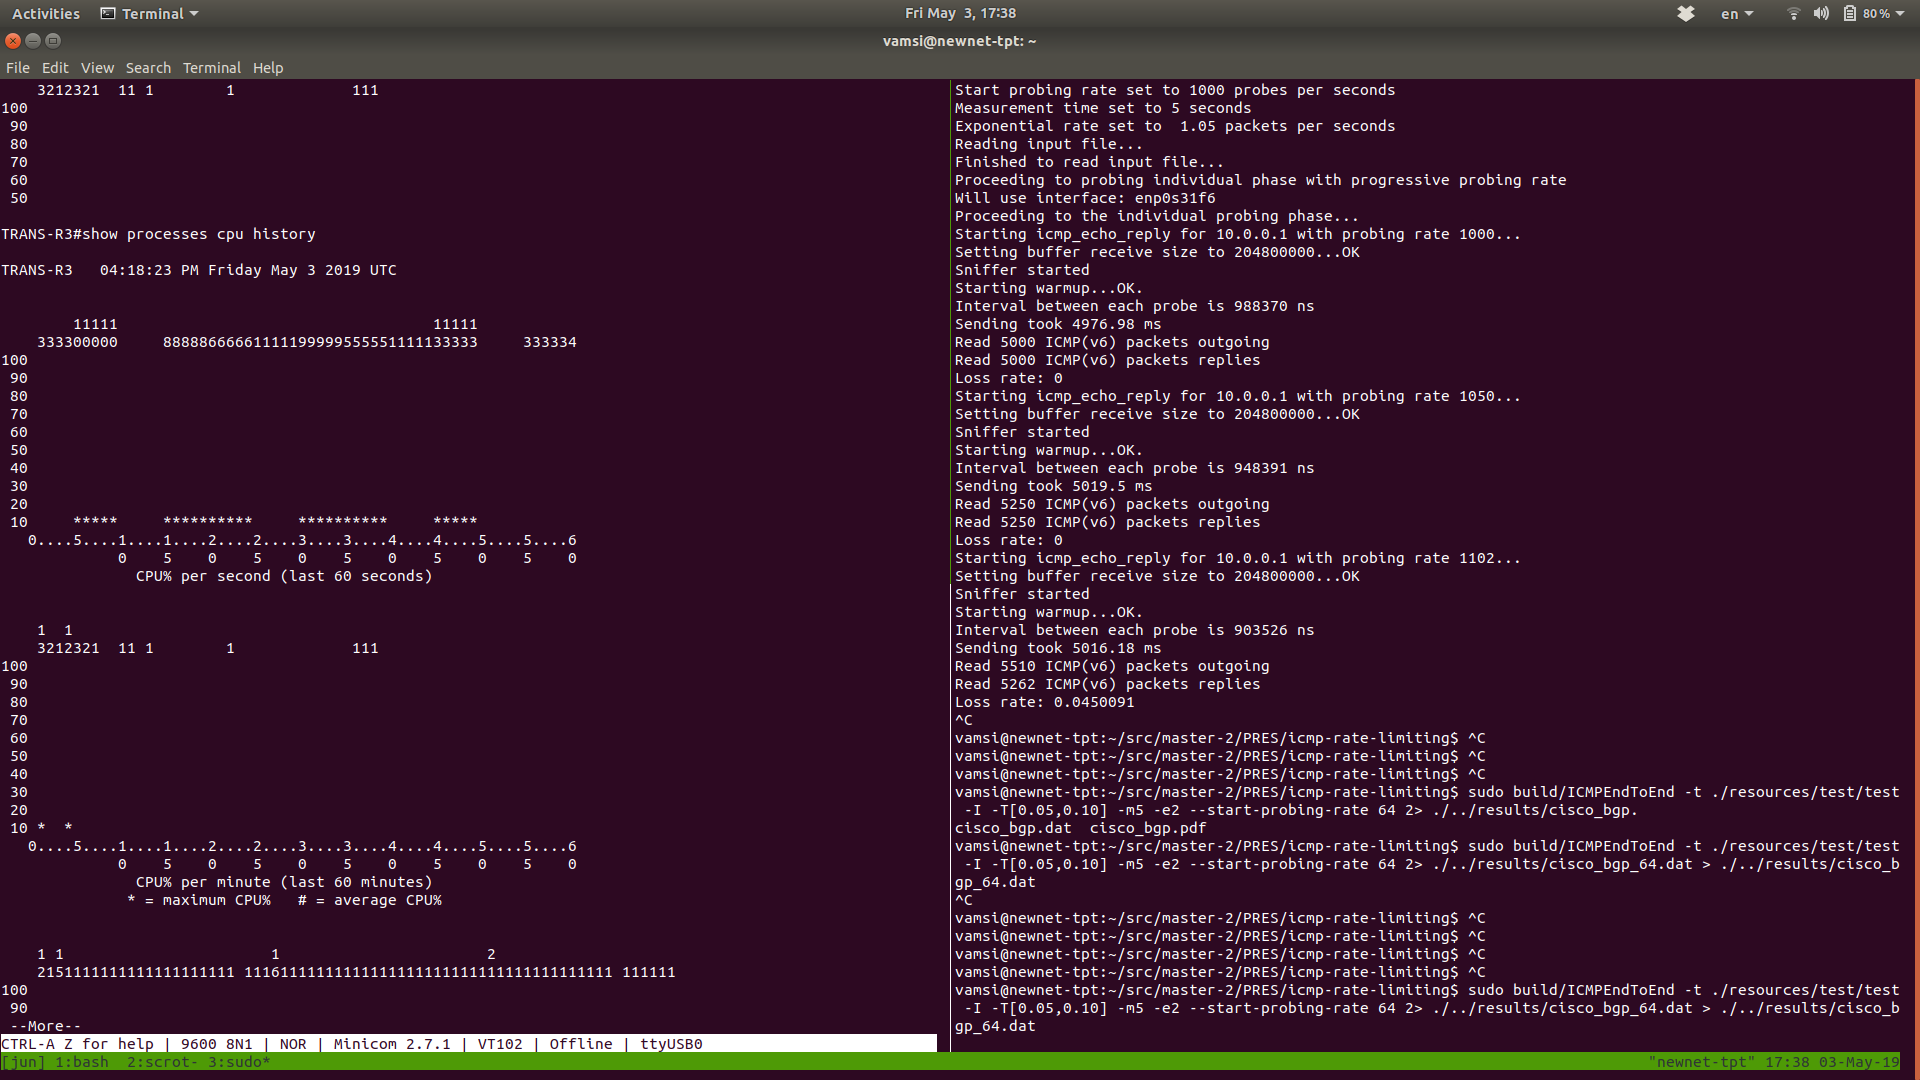 Activities Terminal Fri May 3, 17:38 en 80%
vamsi@newnet-tpt: ~
File Edit View Search Terminal Help
    3212321  11 1        1             111
100
 90
 80
 70
 60
 50
TRANS-R3#show processes cpu history
TRANS-R3   04:18:23 PM Friday May 3 2019 UTC
        11111                                   11111
    333300000     88888666661111199999555551111133333     333334
100
 90
 80
 70
 60
 50
 40
 30
 20
 10     *****     **********     **********     *****
   0....5....1....1....2....2....3....3....4....4....5....5....6
             0    5    0    5    0    5    0    5    0    5    0
               CPU% per second (last 60 seconds)
    1  1
    3212321  11 1        1             111
100
 90
 80
 70
 60
 50
 40
 30
 20
 10 *  *
   0....5....1....1....2....2....3....3....4....4....5....5....6
             0    5    0    5    0    5    0    5    0    5    0
               CPU% per minute (last 60 minutes)
              * = maximum CPU%   # = average CPU%
    1 1                       1                       2
    2151111111111111111111 11161111111111111111111111111111111111111 111111
100
 90
 --More--
CTRL-A Z for help | 9600 8N1 | NOR | Minicom 2.7.1 | VT102 | Offline | ttyUSB0
Start probing rate set to 1000 probes per seconds
Measurement time set to 5 seconds
Exponential rate set to  1.05 packets per seconds
Reading input file...
Finished to read input file...
Proceeding to probing individual phase with progressive probing rate
Will use interface: enp0s31f6
Proceeding to the individual probing phase...
Starting icmp_echo_reply for 10.0.0.1 with probing rate 1000...
Setting buffer receive size to 204800000...OK
Sniffer started
Starting warmup...OK.
Interval between each probe is 988370 ns
Sending took 4976.98 ms
Read 5000 ICMP(v6) packets outgoing
Read 5000 ICMP(v6) packets replies
Loss rate: 0
Starting icmp_echo_reply for 10.0.0.1 with probing rate 1050...
Setting buffer receive size to 204800000...OK
Sniffer started
Starting warmup...OK.
Interval between each probe is 948391 ns
Sending took 5019.5 ms
Read 5250 ICMP(v6) packets outgoing
Read 5250 ICMP(v6) packets replies
Loss rate: 0
Starting icmp_echo_reply for 10.0.0.1 with probing rate 1102...
Setting buffer receive size to 204800000...OK
Sniffer started
Starting warmup...OK.
Interval between each probe is 903526 ns
Sending took 5016.18 ms
Read 5510 ICMP(v6) packets outgoing
Read 5262 ICMP(v6) packets replies
Loss rate: 0.0450091
^C
vamsi@newnet-tpt:~/src/master-2/PRES/icmp-rate-limiting$ ^C
vamsi@newnet-tpt:~/src/master-2/PRES/icmp-rate-limiting$ ^C
vamsi@newnet-tpt:~/src/master-2/PRES/icmp-rate-limiting$ ^C
vamsi@newnet-tpt:~/src/master-2/PRES/icmp-rate-limiting$ sudo build/ICMPEndToEnd -t ./resources/test/test
 -I -T[0.05,0.10] -m5 -e2 --start-probing-rate 64 2> ./../results/cisco_bgp.
cisco_bgp.dat  cisco_bgp.pdf
vamsi@newnet-tpt:~/src/master-2/PRES/icmp-rate-limiting$ sudo build/ICMPEndToEnd -t ./resources/test/test
 -I -T[0.05,0.10] -m5 -e2 --start-probing-rate 64 2> ./../results/cisco_bgp_64.dat > ./../results/cisco_b
gp_64.dat
^C
vamsi@newnet-tpt:~/src/master-2/PRES/icmp-rate-limiting$ ^C
vamsi@newnet-tpt:~/src/master-2/PRES/icmp-rate-limiting$ ^C
vamsi@newnet-tpt:~/src/master-2/PRES/icmp-rate-limiting$ ^C
vamsi@newnet-tpt:~/src/master-2/PRES/icmp-rate-limiting$ ^C
vamsi@newnet-tpt:~/src/master-2/PRES/icmp-rate-limiting$ sudo build/ICMPEndToEnd -t ./resources/test/test
 -I -T[0.05,0.10] -m5 -e2 --start-probing-rate 64 2> ./../results/cisco_bgp_64.dat > ./../results/cisco_b
gp_64.dat
[jun] 1:bash  2:scrot- 3:sudo* "newnet-tpt" 17:38 03-May-19